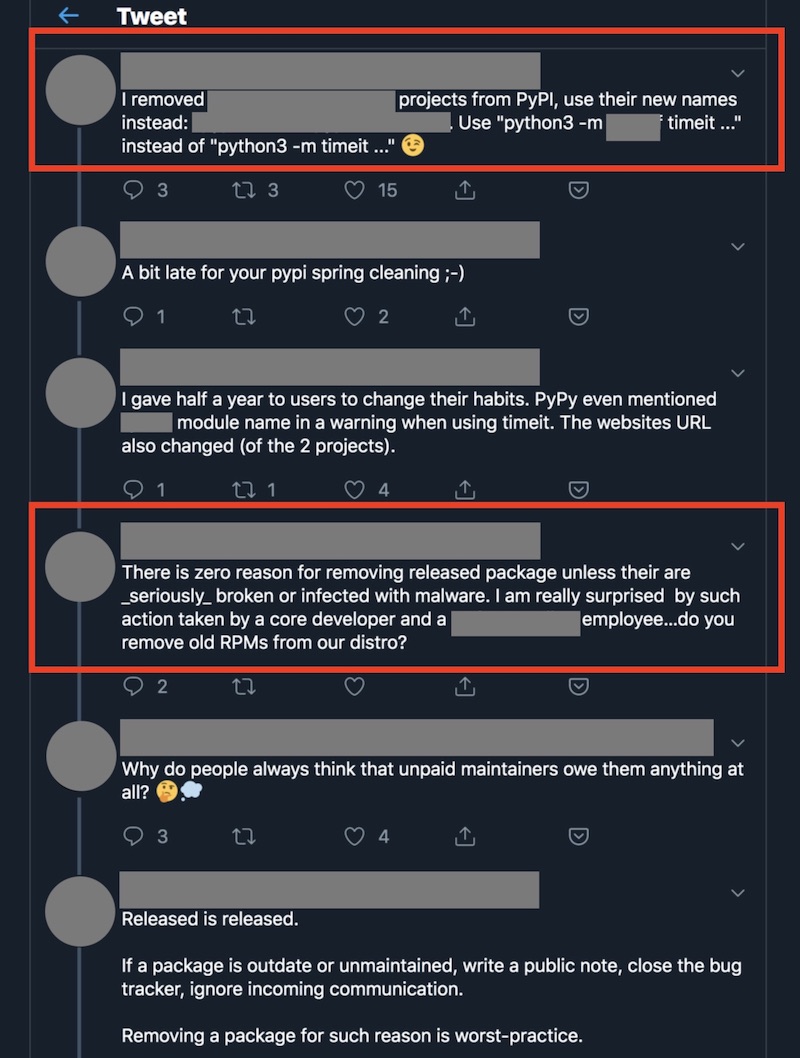 Tweet
I removed projects from PyPI, use their new names
instead: . Use "python3 -m timeit ..."
instead of "python3 -m timeit ..." 😉
3 3 15
A bit late for your pypi spring cleaning ;-)
1 2
I gave half a year to users to change their habits. PyPy even mentioned
module name in a warning when using timeit. The websites URL
also changed (of the 2 projects).
1 1 4
There is zero reason for removing released package unless their are
_seriously_ broken or infected with malware. I am really surprised by such
action taken by a core developer and a employee...do you
remove old RPMs from our distro?
2
Why do people always think that unpaid maintainers owe them anything at
all? 🤔💭
3 4
Released is released.
If a package is outdate or unmaintained, write a public note, close the bug
tracker, ignore incoming communication.
Removing a package for such reason is worst-practice.